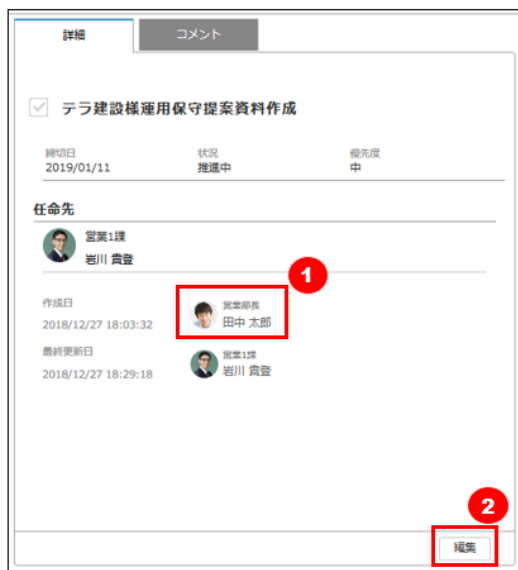 詳細
コメント
テラ建設様運用保守提案資料作成
締切日
状況
優先度
2019/01/11
推進中
中
任命先
営業1課
岩川 貴登
1
作成日
2018/12/27 18:03:32
営業部長
田中 太郎
最終更新日
2018/12/27 18:29:18
営業1課
岩川 貴登
2
編集